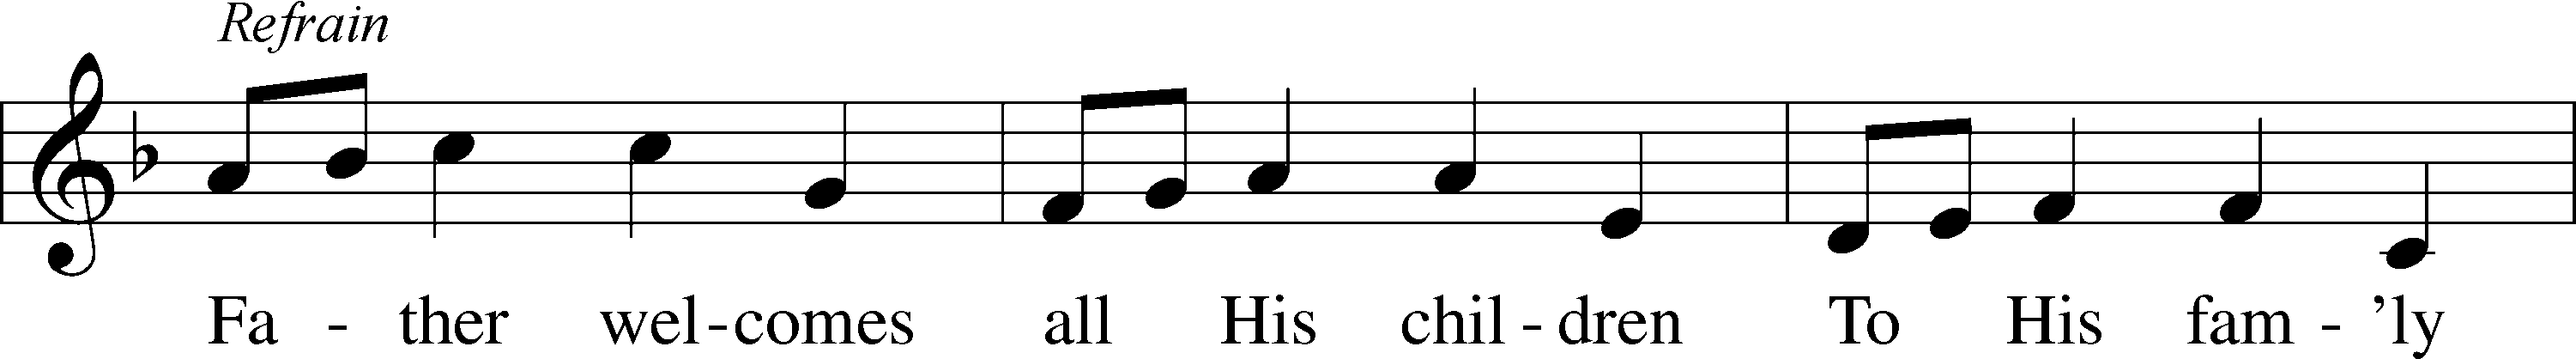 Refrain
Fa - ther wel - comes all His chil - dren To His fam - ’ly